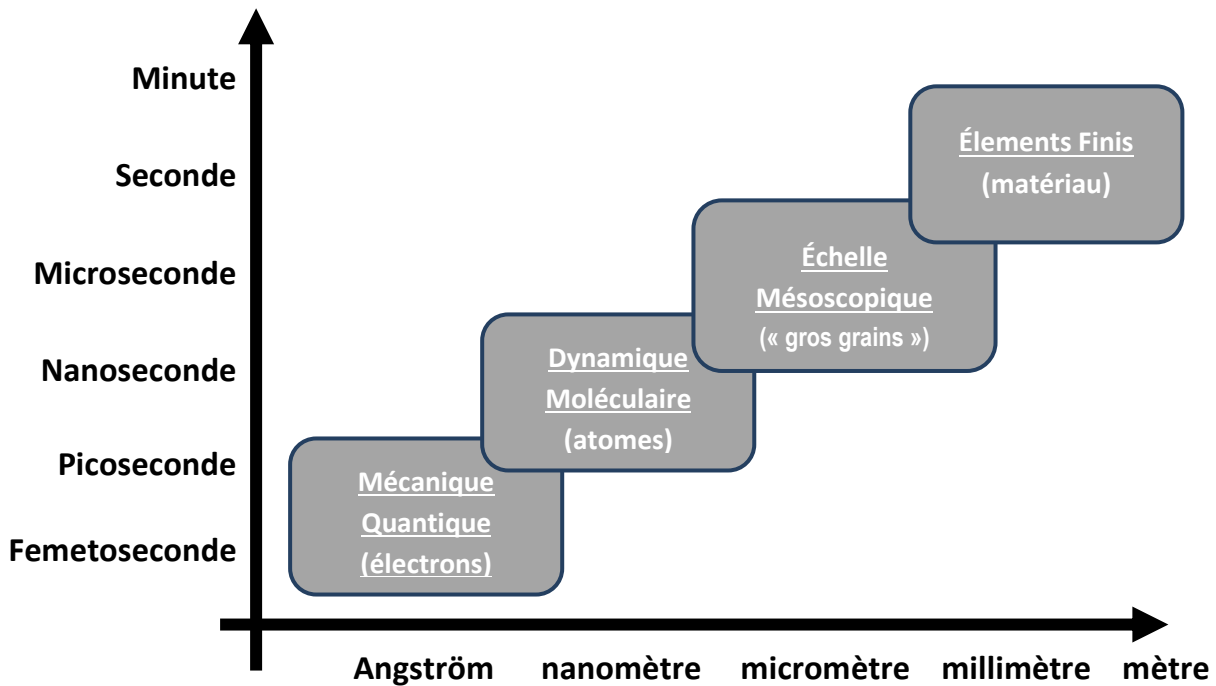 Minute
Seconde
Microseconde
Nanoseconde
Picoseconde
Femetoseconde
Élements Finis
(matériau)
Échelle
Mésoscopique
(« gros grains »)
Dynamique
Moléculaire
(atomes)
Mécanique
Quantique
(électrons)
Angström nanomètre micromètre millimètre mètre